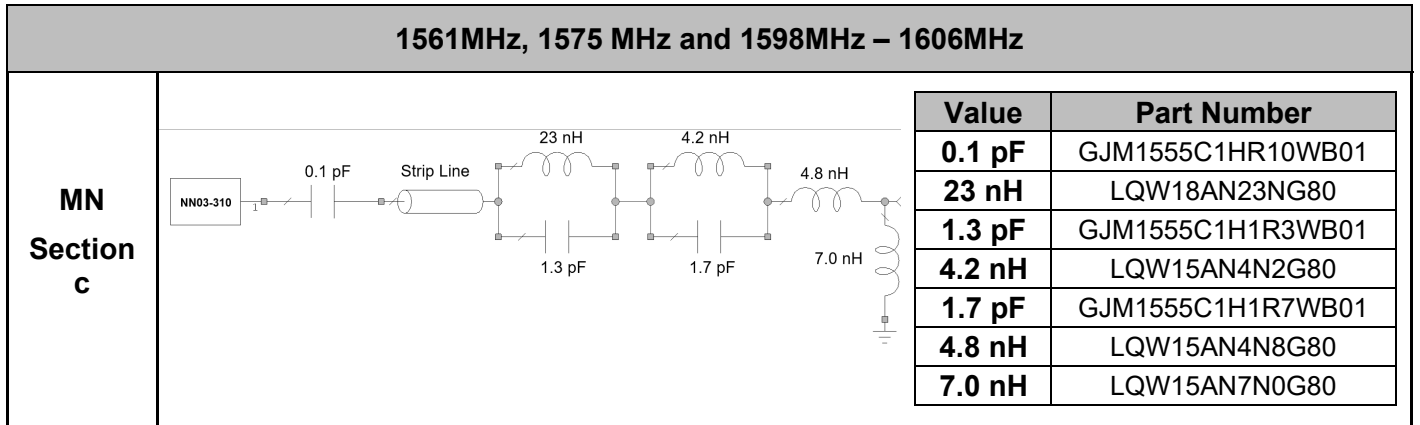 1561MHz, 1575 MHz and 1598MHz – 1606MHz
MN
Section
c
NN03-310
1
0.1 pF
Strip Line
23 nH
1.3 pF
4.2 nH
1.7 pF
4.8 nH
7.0 nH
Value Part Number
0.1 pF GJM1555C1HR10WB01
23 nH LQW18AN23NG80
1.3 pF GJM1555C1H1R3WB01
4.2 nH LQW15AN4N2G80
1.7 pF GJM1555C1H1R7WB01
4.8 nH LQW15AN4N8G80
7.0 nH LQW15AN7N0G80